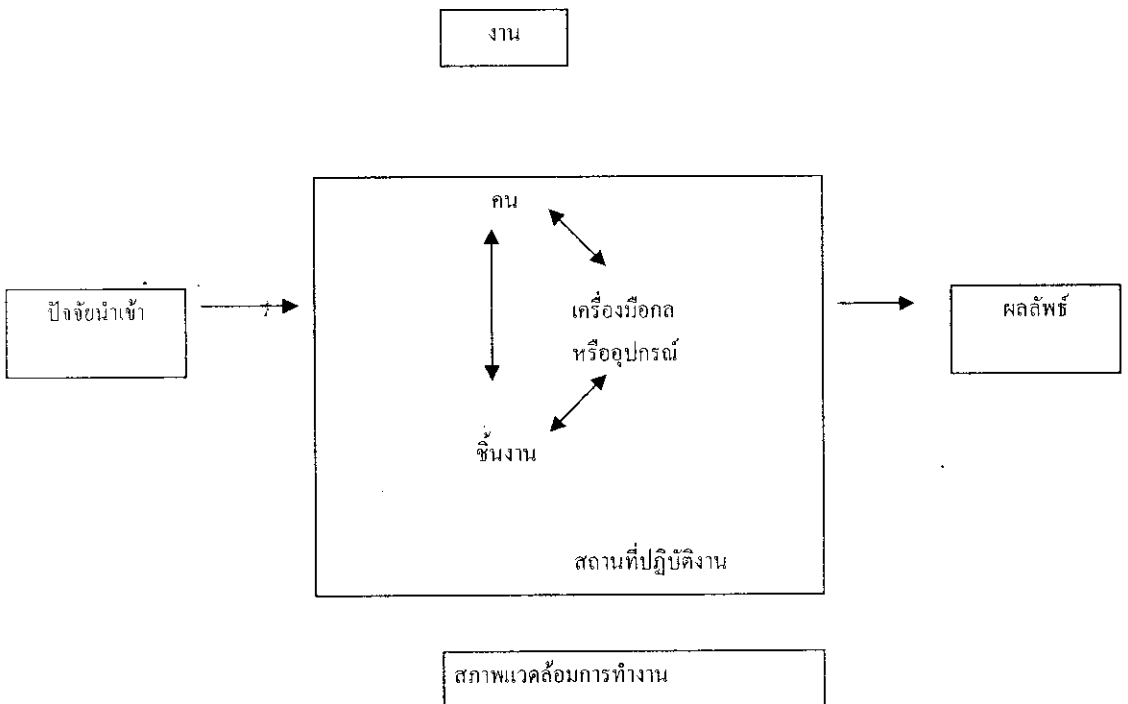 งาน
คน
ปัจจัยนำเข้า
เครื่องมือกล
หรืออุปกรณ์
ผลลัพธ์
ชิ้นงาน
สถานที่ปฏิบัติงาน
สภาพแวดล้อมการทำงาน